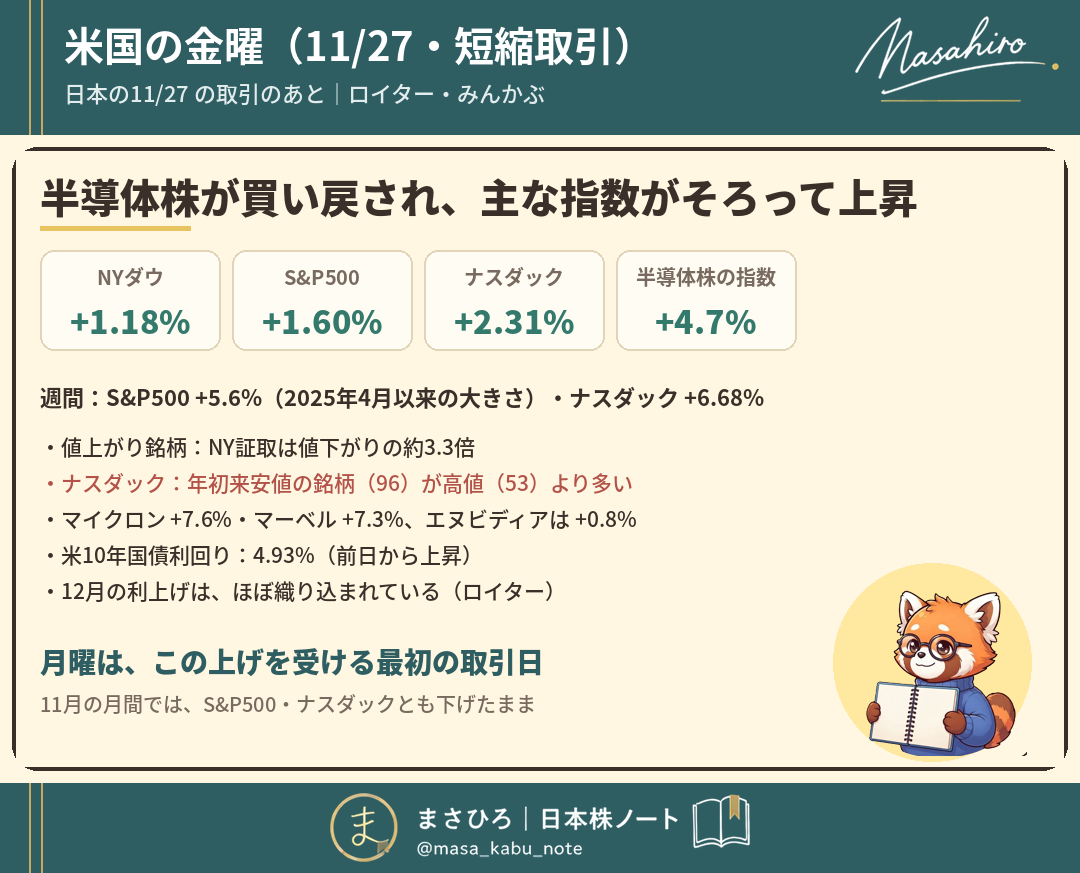 米国の金曜（11/27・短縮取引）
Masahiro
日本の11/27 の取引のあと｜ロイター・みんかぶ
半導体株が買い戻され、主な指数がそろって上昇
NYダウ
+1.18%
S&P500
+1.60%
ナスダック
+2.31%
半導体株の指数
+4.7%
週間：S&P500 +5.6%（2025年4月以来の大きさ）・ナスダック +6.68%
・値上がり銘柄：NY証取は値下がりの約3.3倍
・ナスダック：年初来安値の銘柄（96）が高値（53）より多い
・マイクロン +7.6%・マーベル +7.3%、エヌビディアは +0.8%
・米10年国債利回り：4.93%（前日から上昇）
・12月の利上げは、ほぼ織り込まれている（ロイター）
月曜は、この上げを受ける最初の取引日
11月の月間では、S&P500・ナスダックとも下げたまま
ま
まさひろ｜日本株ノート
@masa_kabu_note